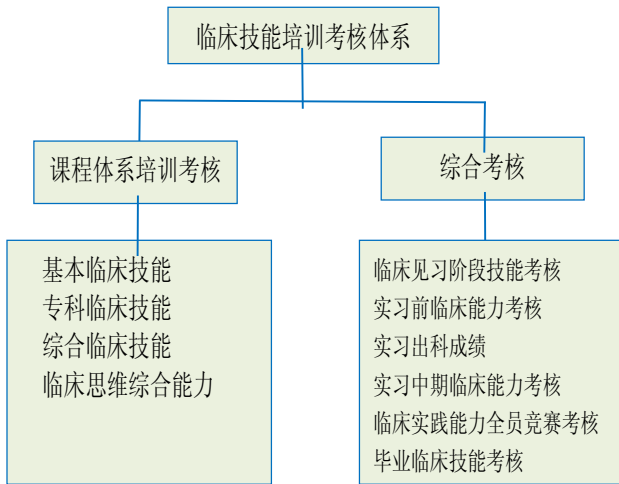 临床技能培训考核体系
课程体系培训考核
综合考核
基本临床技能
专科临床技能
综合临床技能
临床思维综合能力
临床见习阶段技能考核
实习前临床能力考核
实习出科成绩
实习中期临床能力考核
临床实践能力全员竞赛考核
毕业临床技能考核